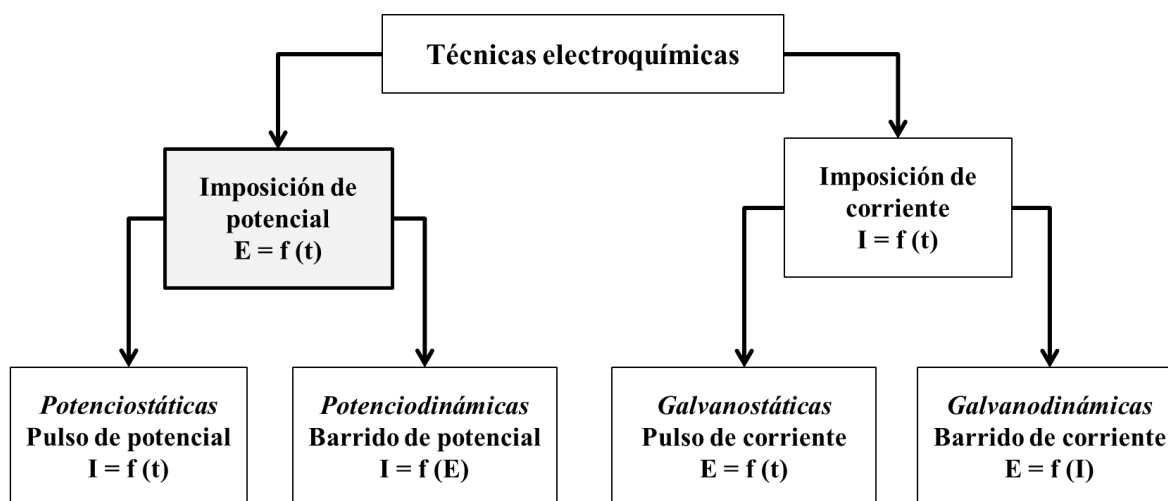 Técnicas electroquímicas
Imposición de
potencial
E = f (t)
Imposición de
corriente
I = f (t)
Potenciostáticas
Pulso de potencial
I = f (t)
Potenciodinámicas
Barrido de potencial
I = f (E)
Galvanostáticas
Pulso de corriente
E = f (t)
Galvanodinámicas
Barrido de corriente
E = f (I)